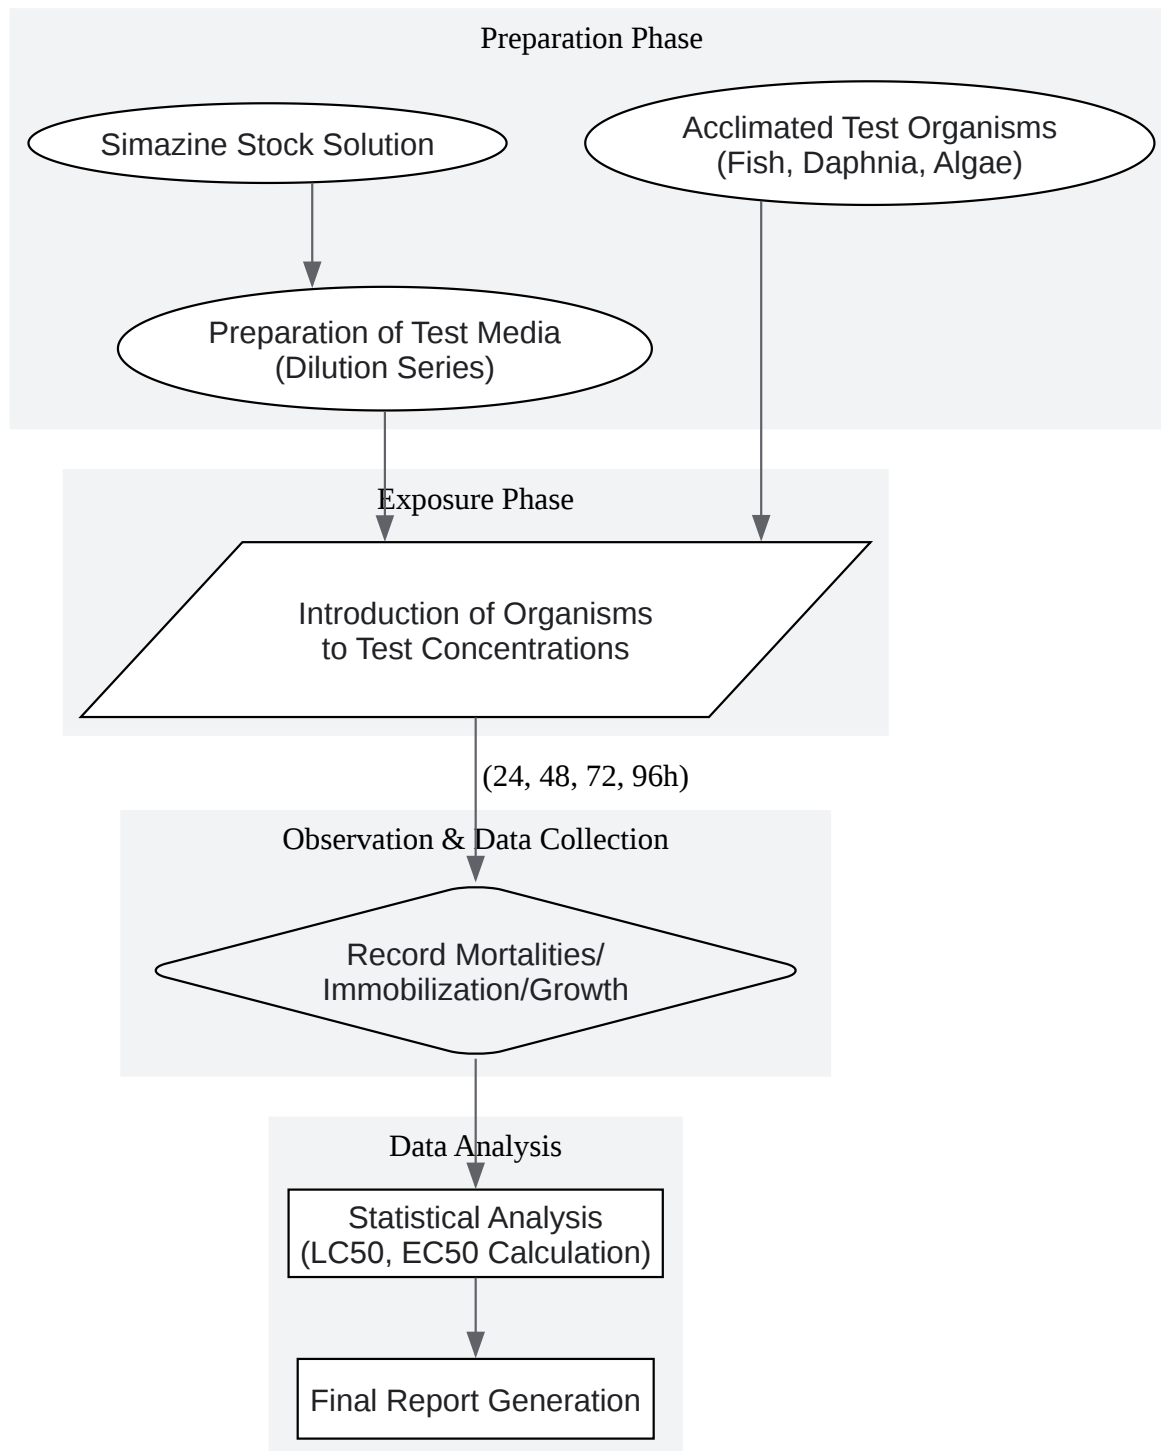 Preparation Phase
Simazine Stock Solution
Acclimated Test Organisms
(Fish, Daphnia, Algae)
Preparation of Test Media
(Dilution Series)
Exposure Phase
Introduction of Organisms
to Test Concentrations
(24, 48, 72, 96h)
Observation & Data Collection
Record Mortalities/
Immobilization/Growth
Data Analysis
Statistical Analysis
(LC50, EC50 Calculation)
Final Report Generation